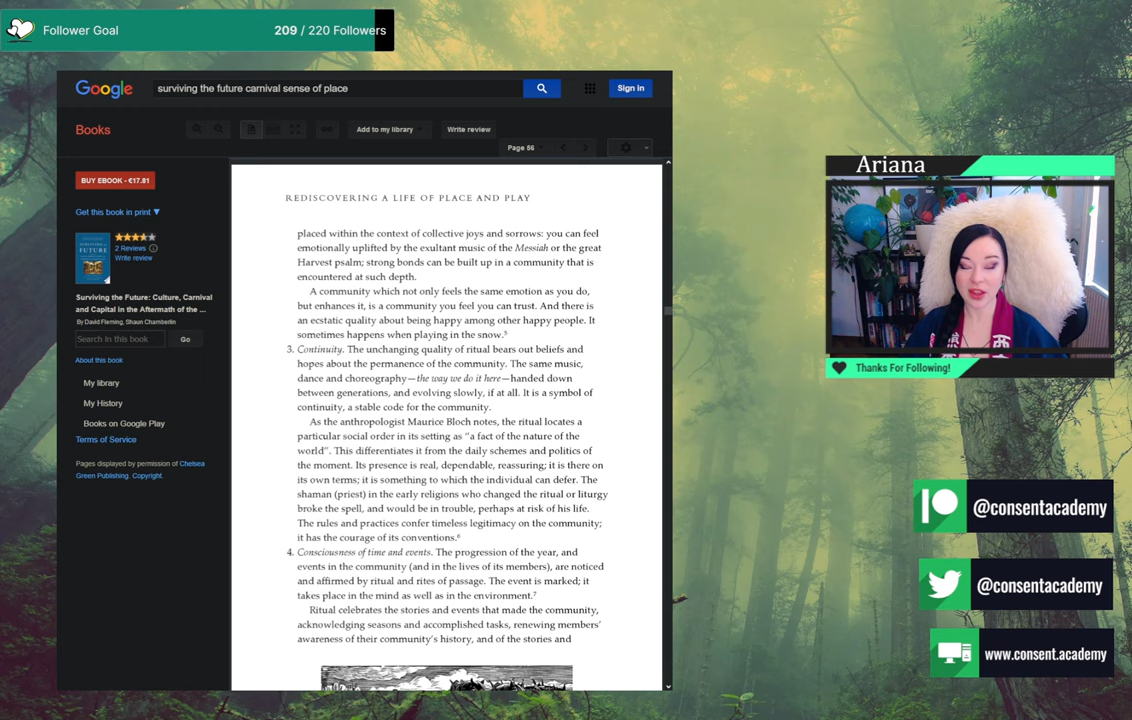 Follower Goal
209 / 220 Followers
Google
surviving the future carnival sense of place
Sign in
Books
Add to my library
Write review
Page 66
BUY EBOOK - €17.81
Get this book in print ▼
2 Reviews
Write review
Surviving the Future: Culture, Carnival
and Capital in the Aftermath of the ...
By David Fleming, Shaun Chamberlin
Search in this book
Go
About this book
My library
My History
Books on Google Play
Terms of Service
Pages displayed by permission of Chelsea
Green Publishing. Copyright.
REDISCOVERING A LIFE OF PLACE AND PLAY
placed within the context of collective joys and sorrows: you can feel
emotionally uplifted by the exultant music of the Messiah or the great
Harvest psalm; strong bonds can be built up in a community that is
encountered at such depth.
A community which not only feels the same emotion as you do,
but enhances it, is a community you feel you can trust. And there is
an ecstatic quality about being happy among other happy people. It
sometimes happens when playing in the snow.⁵
3. Continuity. The unchanging quality of ritual bears out beliefs and
hopes about the permanence of the community. The same music,
dance and choreography—the way we do it here—handed down
between generations, and evolving slowly, if at all. It is a symbol of
continuity, a stable code for the community.
As the anthropologist Maurice Bloch notes, the ritual locates a
particular social order in its setting as “a fact of the nature of the
world”. This differentiates it from the daily schemes and politics of
the moment. Its presence is real, dependable, reassuring; it is there on
its own terms; it is something to which the individual can defer. The
shaman (priest) in the early religions who changed the ritual or liturgy
broke the spell, and would be in trouble, perhaps at risk of his life.
The rules and practices confer timeless legitimacy on the community;
it has the courage of its conventions.⁶
4. Consciousness of time and events. The progression of the year, and
events in the community (and in the lives of its members), are noticed
and affirmed by ritual and rites of passage. The event is marked; it
takes place in the mind as well as in the environment.⁷
Ritual celebrates the stories and events that made the community,
acknowledging seasons and accomplished tasks, renewing members’
awareness of their community’s history, and of the stories and
Ariana
Thanks For Following!
@consentacademy
@consentacademy
www.consent.academy